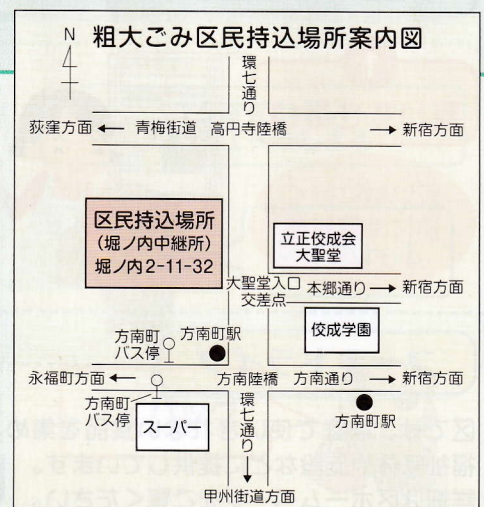 粗大ごみ区民持込場所案内図
N
環七通り
荻窪方面 ← 青梅街道 高円寺陸橋 → 新宿方面
区民持込場所
(堀ノ内中継所)
堀ノ内2-11-32
立正佼成会
大聖堂
大聖堂入口
交差点
本郷通り → 新宿方面
佼成学園
方南町
バス停
方南町駅
永福町方面 ← 方南陸橋 方南通り → 新宿方面
方南町
バス停
スーパー
環七通り
方南町駅
甲州街道方面